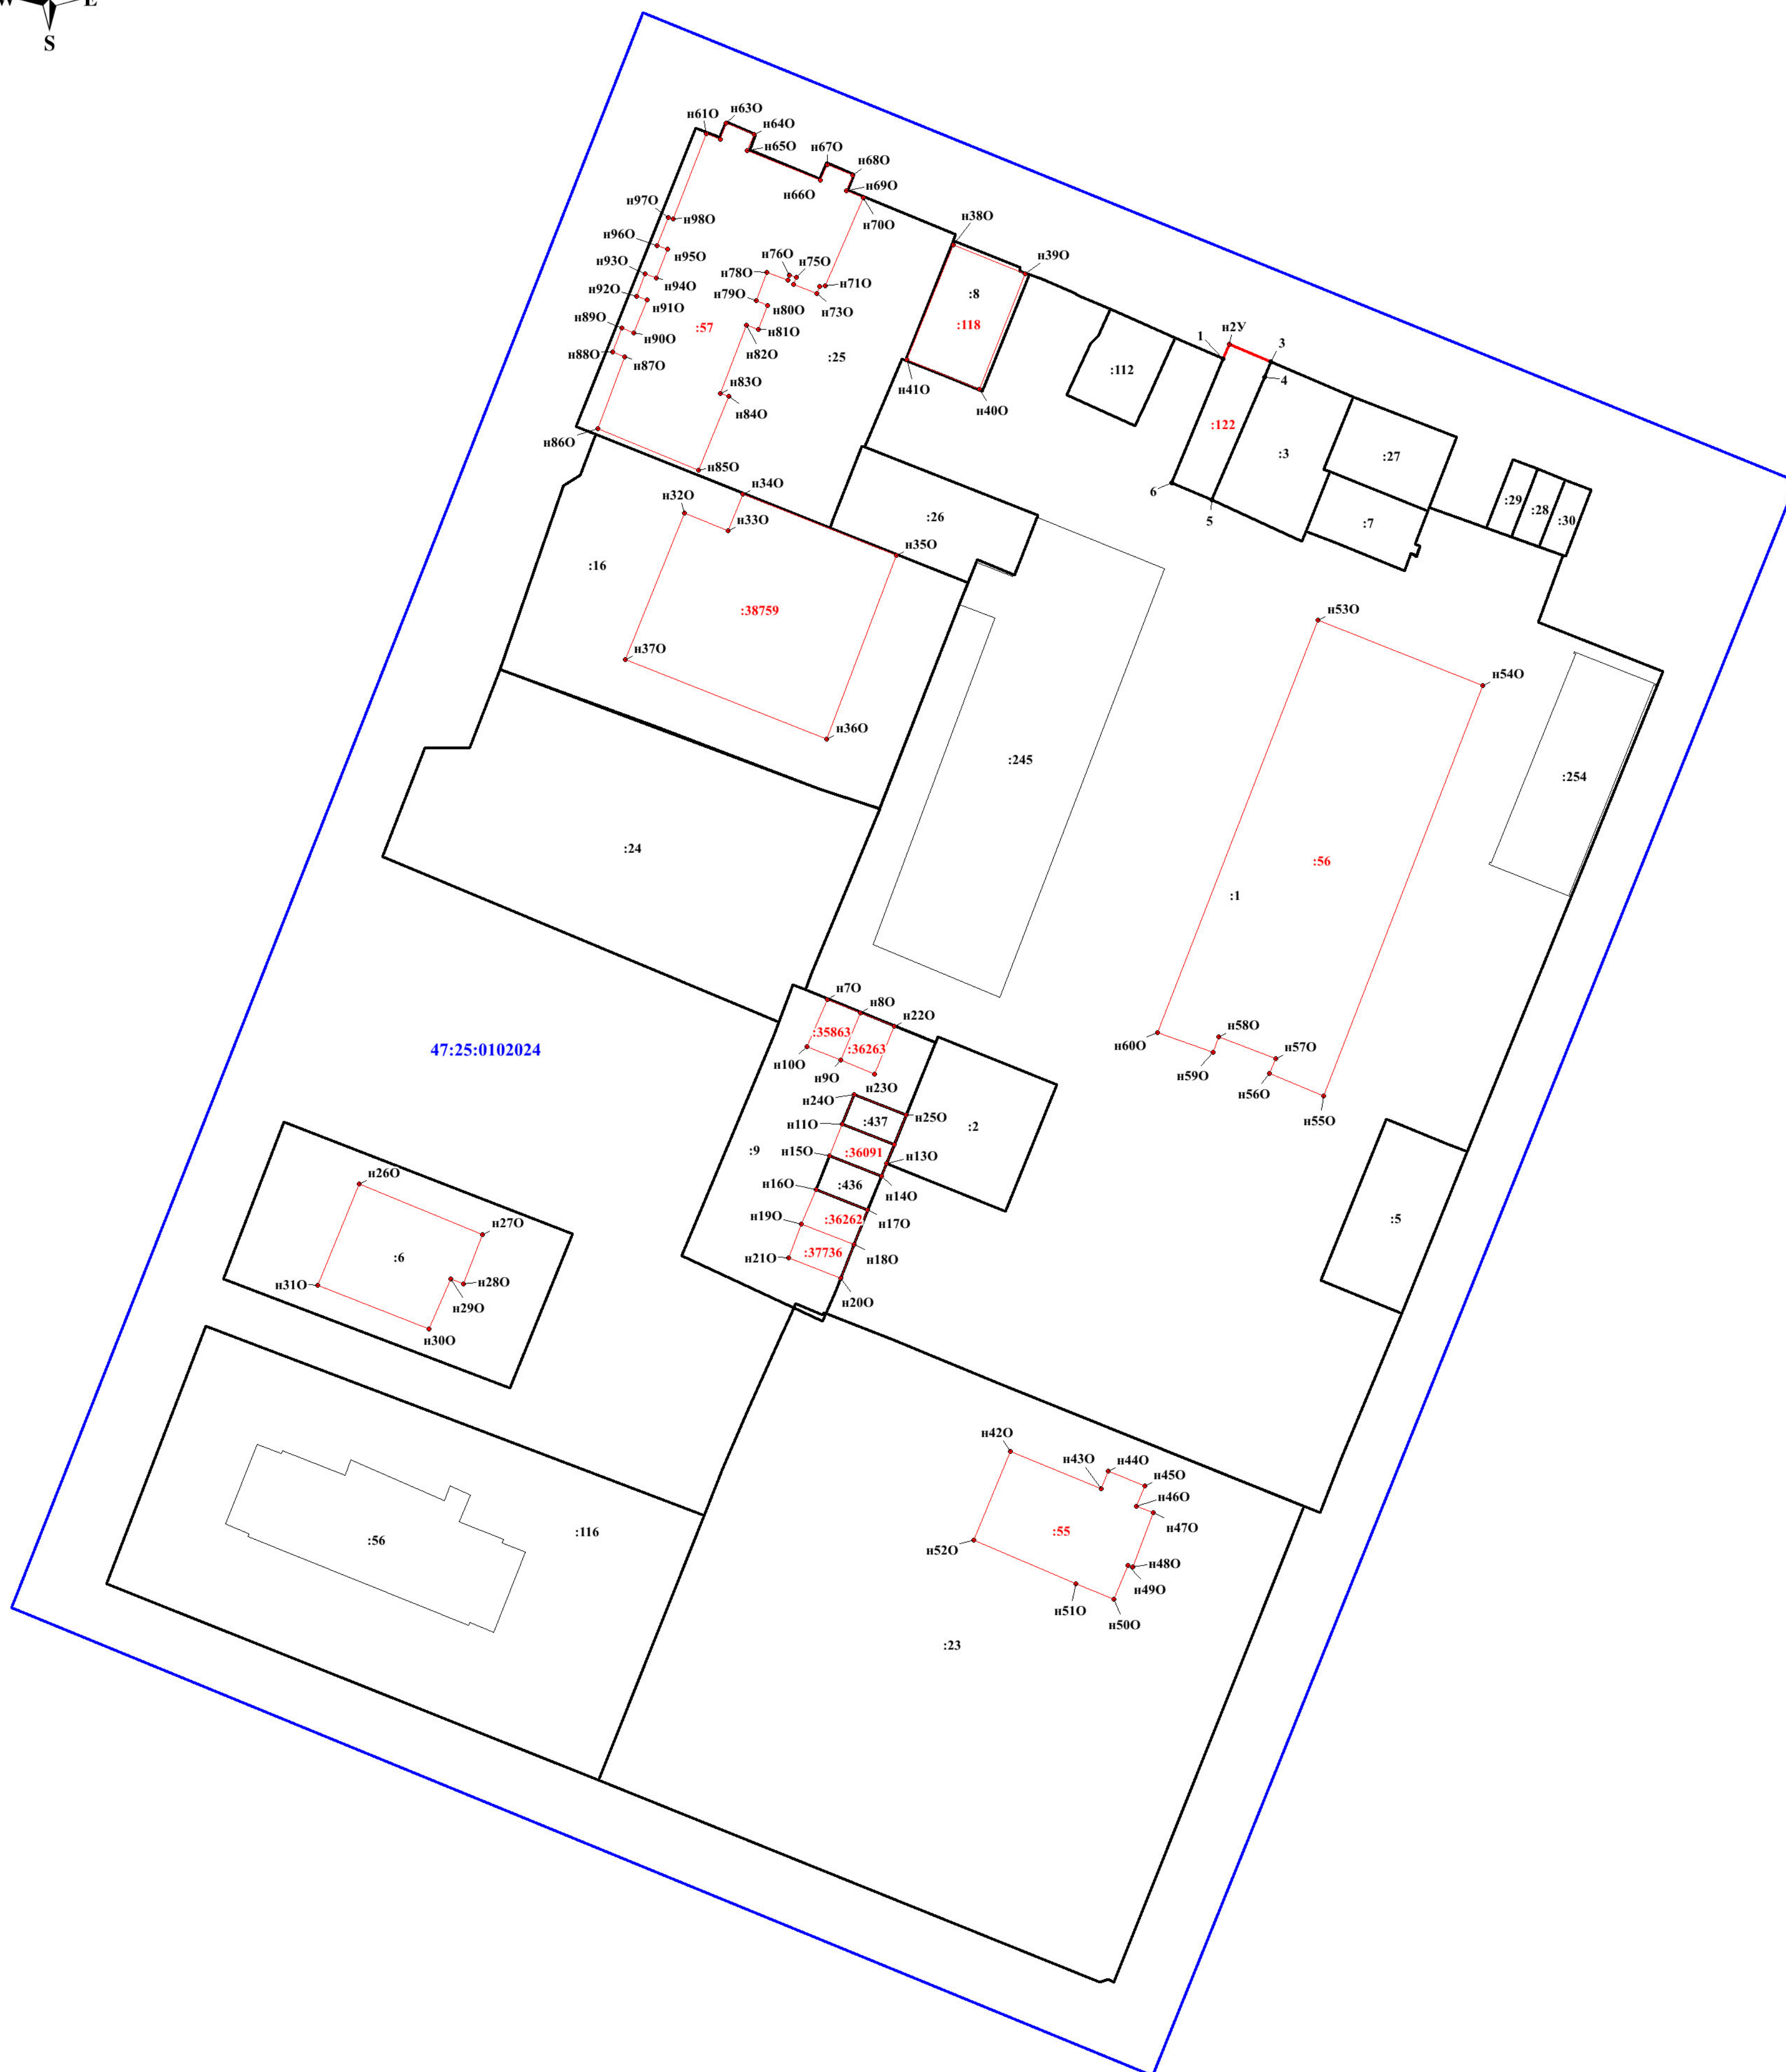 W
E
S
н61О
н63О
н64О
н65О
н67О
н68О
н66О
н69О
н70О
н97О
н98О
н96О
н95О
н93О
н94О
н92О
н91О
н89О
н90О
н88О
н87О
н78О
н76О
н75О
н71О
н73О
н79О
н80О
н81О
н82О
н83О
н84О
:57
:25
н86О
н85О
н38О
н39О
:8
:118
н41О
н40О
:112
1
н2У
3
4
:122
:3
:27
6
5
:7
:29
:28
:30
н34О
н32О
н33О
:26
н35О
:16
:38759
н37О
н36О
н53О
н54О
:245
:254
:24
:56
:1
н7О
н8О
н22О
:35863
:36263
н10О
н9О
н23О
47:25:0102024
н60О
н58О
н57О
н59О
н56О
н55О
н24О
н25О
:437
н11О
:2
:9
н15О
:36091
н13О
:436
н14О
н16О
н17О
:36262
н19О
н18О
:37736
н21О
н20О
:5
н26О
н27О
:6
н31О
н28О
н29О
н30О
н42О
н43О
н44О
н45О
н46О
н47О
:55
н52О
н48О
н49О
н51О
н50О
:56
:116
:23